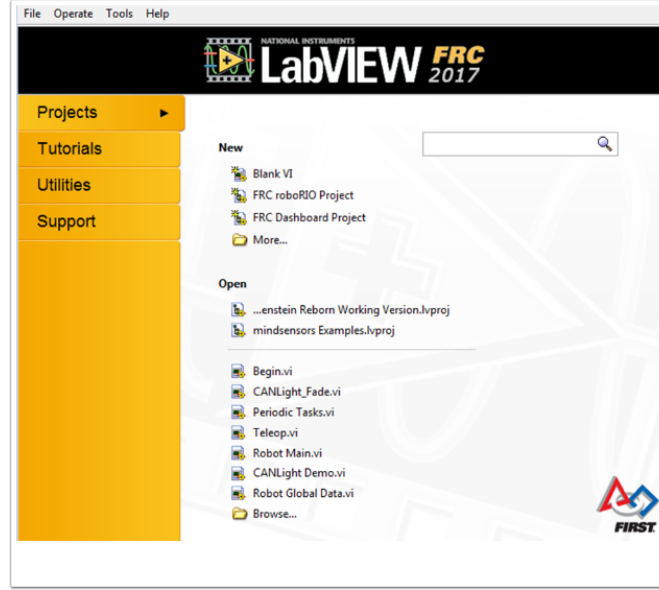 File Operate Tools Help
NATIONAL INSTRUMENTS
LabVIEW FRC 2017
Projects
Tutorials
Utilities
Support
New
Blank VI
FRC roboRIO Project
FRC Dashboard Project
More...
Open
...enstein Reborn Working Version.lvproj
mindsensors Examples.lvproj
Begin.vi
CANLight_Fade.vi
Periodic Tasks.vi
Teleop.vi
Robot Main.vi
CANLight Demo.vi
Robot Global Data.vi
Browse...
FIRST